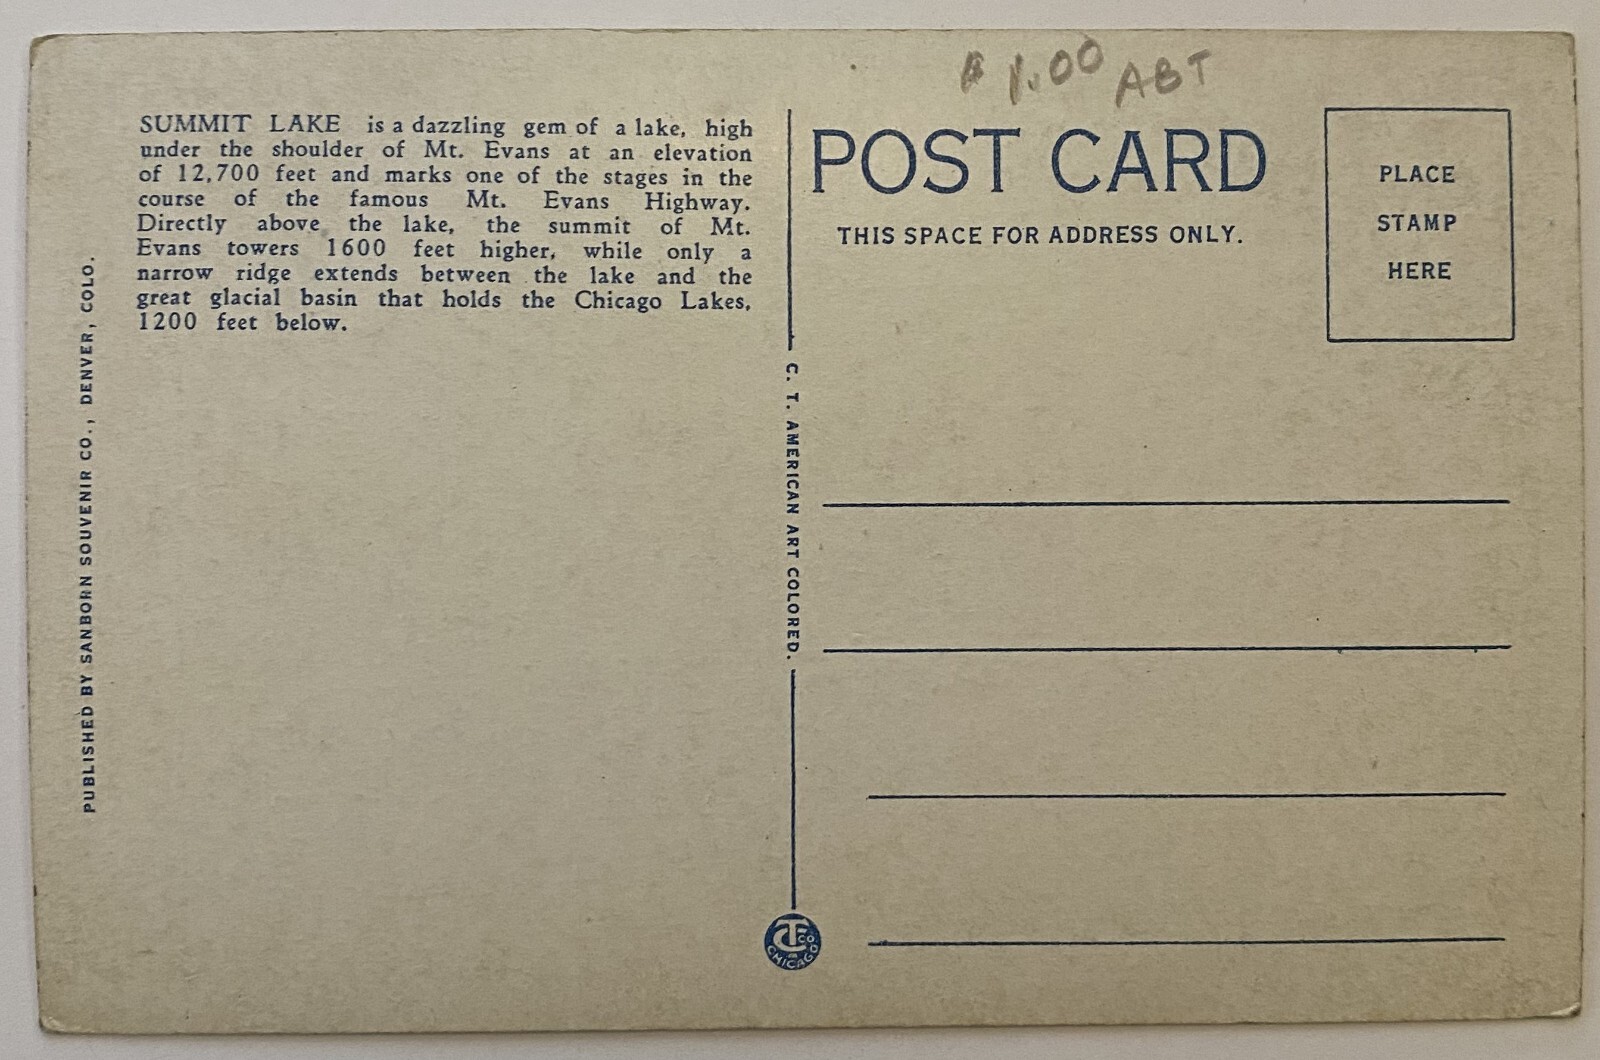 $ 1.00 ABT
SUMMIT LAKE is a dazzling gem of a lake, high
under the shoulder of Mt. Evans at an elevation
of 12,700 feet and marks one of the stages in the
course of the famous Mt. Evans Highway.
Directly above the lake, the summit of Mt.
Evans towers 1600 feet higher, while only a
narrow ridge extends between the lake and the
great glacial basin that holds the Chicago Lakes,
1200 feet below.
PUBLISHED BY SANBORN SOUVENIR CO., DENVER, COLO.
C. T. AMERICAN ART COLORED.
CT CO
CHICAGO
POST CARD
THIS SPACE FOR ADDRESS ONLY.
PLACE
STAMP
HERE